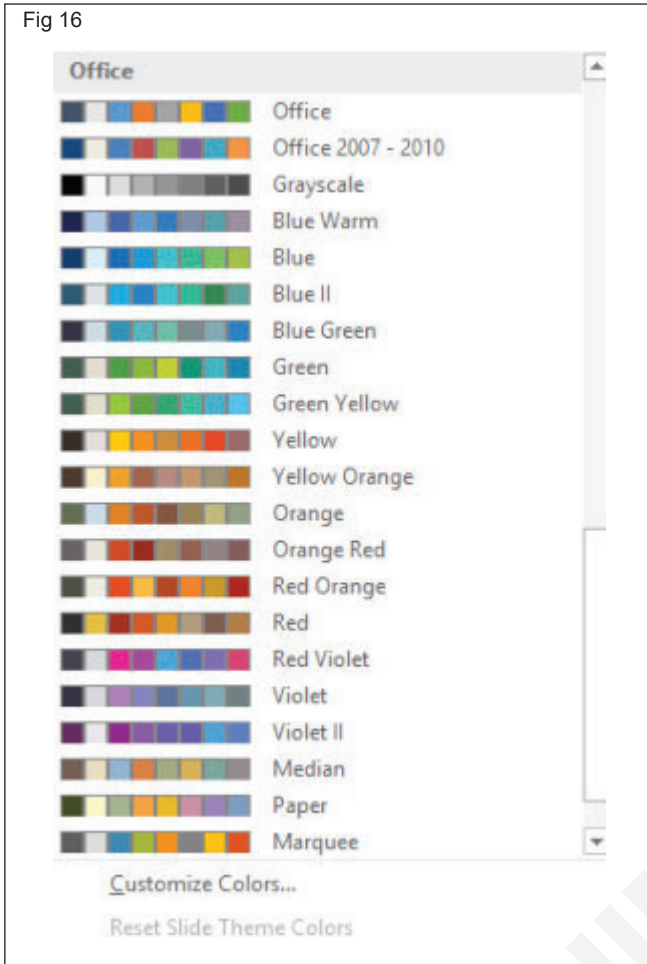 Fig 16
Office
Office
Office 2007 - 2010
Grayscale
Blue Warm
Blue
Blue II
Blue Green
Green
Green Yellow
Yellow
Yellow Orange
Orange
Orange Red
Red Orange
Red
Red Violet
Violet
Violet II
Median
Paper
Marquee
Customize Colors...
Reset Slide Theme Colors